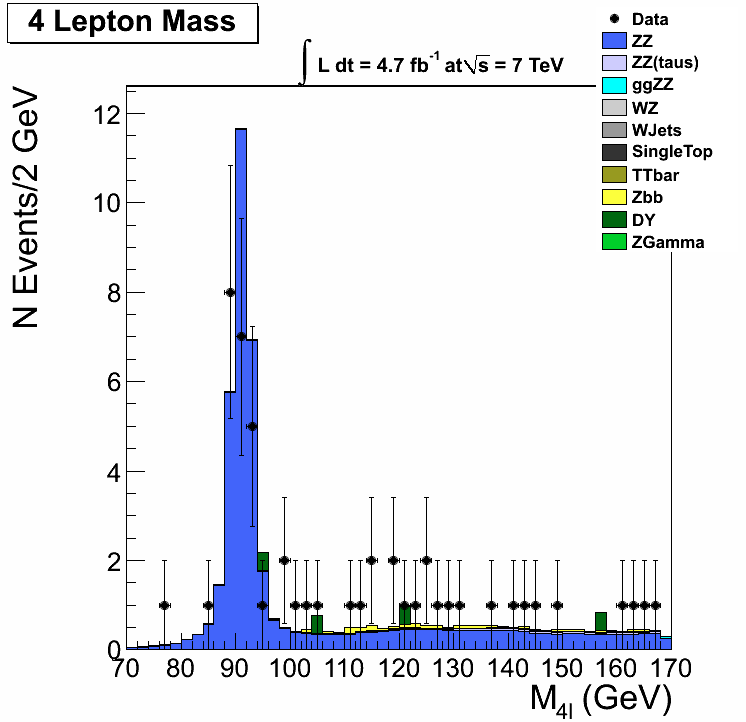 4 Lepton Mass
∫ L dt = 4.7 fb⁻¹ at √s = 7 TeV
Data
ZZ
ZZ(taus)
ggZZ
WZ
WJets
SingleTop
TTbar
Zbb
DY
ZGamma
N Events/2 GeV
12
10
8
6
4
2
0
70 80 90 100 110 120 130 140 150 160 170
M₄ₗ (GeV)